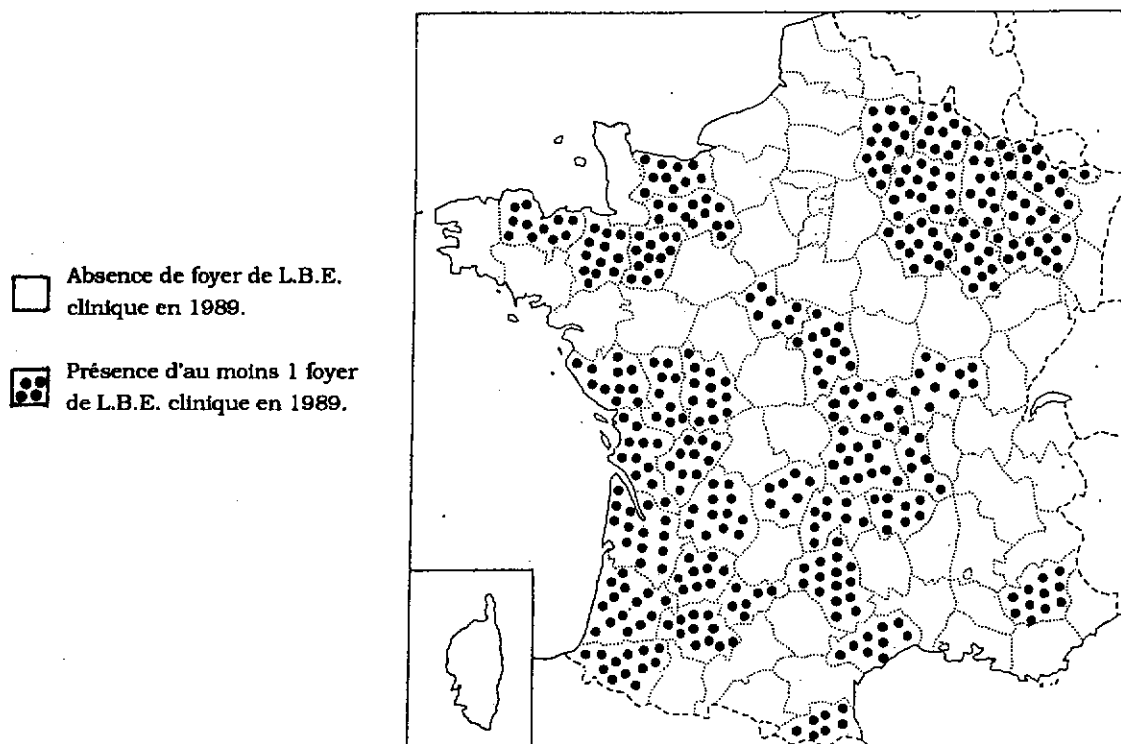 Absence de foyer de L.B.E.
clinique en 1989.
Présence d'au moins 1 foyer
de L.B.E. clinique en 1989.